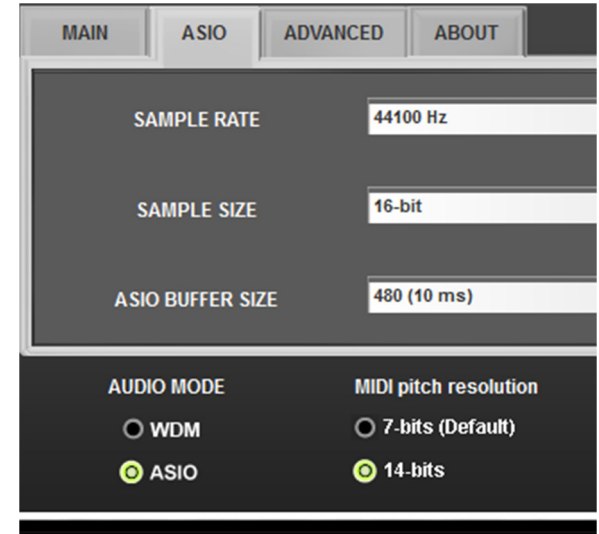 MAIN ASIO ADVANCED ABOUT
SAMPLE RATE 44100 Hz
SAMPLE SIZE 16-bit
ASIO BUFFER SIZE 480 (10 ms)
AUDIO MODE MIDI pitch resolution
WDM 7-bits (Default)
ASIO 14-bits